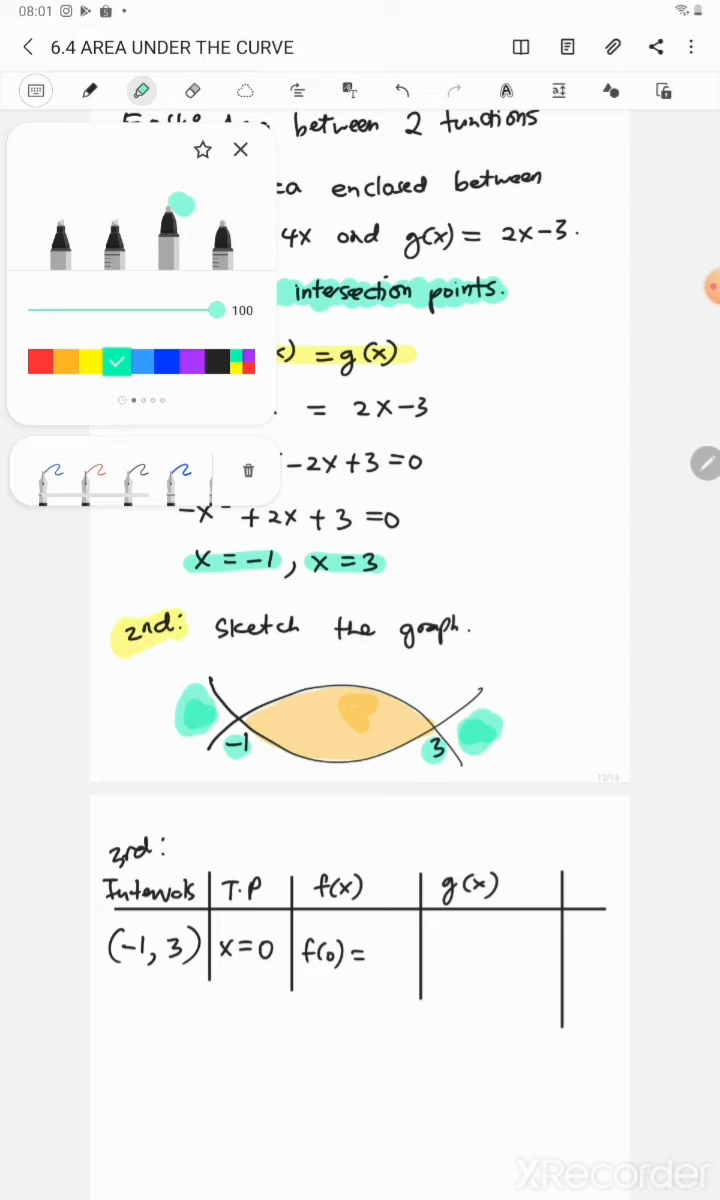 08:01
6.4 AREA UNDER THE CURVE
between 2 functions
enclosed between
4x and g(x) = 2x-3.
intersection points.
100
) = g(x)
= 2x-3
-2x+3=0
-x +2x+3=0
x=-1, x=3
2nd: Sketch the graph.
-1 3
12/13
3rd:
Intervals T.P f(x) g(x)
(-1, 3) x=0 f(0)=
XRecorder